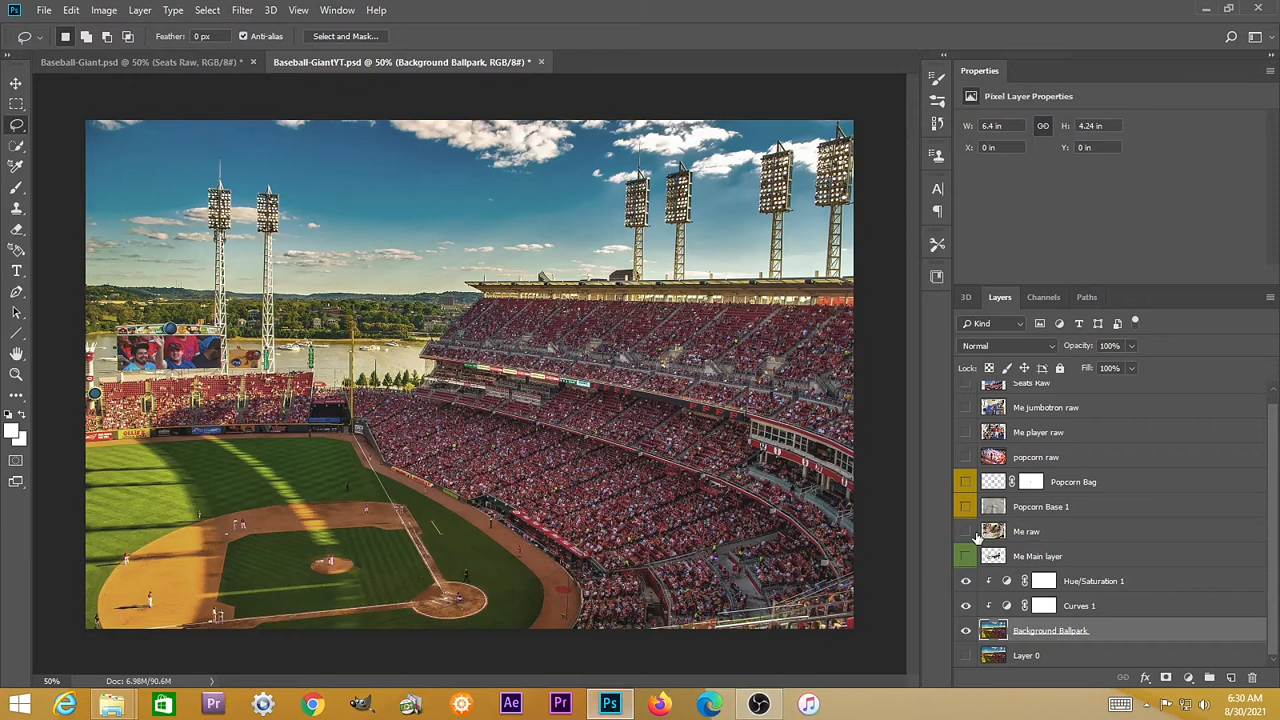 Ps File Edit Image Layer Type Select Filter 3D View Window Help
Feather: 0 px Anti-alias Select and Mask...
Baseball-Giant.psd @ 50% (Seats Raw, RGB/8#) * × Baseball-GiantYT.psd @ 50% (Background Ballpark, RGB/8#) * ×
Properties
Pixel Layer Properties
W: 6.4 in H: 4.24 in
X: 0 in Y: 0 in
3D Layers Channels Paths
Kind
Normal Opacity: 100%
Lock: Fill: 100%
Seats Raw
Me jumbotron raw
Me player raw
popcorn raw
Popcorn Bag
Popcorn Base 1
Me raw
Me Main layer
Hue/Saturation 1
Curves 1
Background Ballpark
Layer 0
50% Doc: 6.98M/90.6M
Pr Ae Pr Ps
6:30 AM
8/30/2021